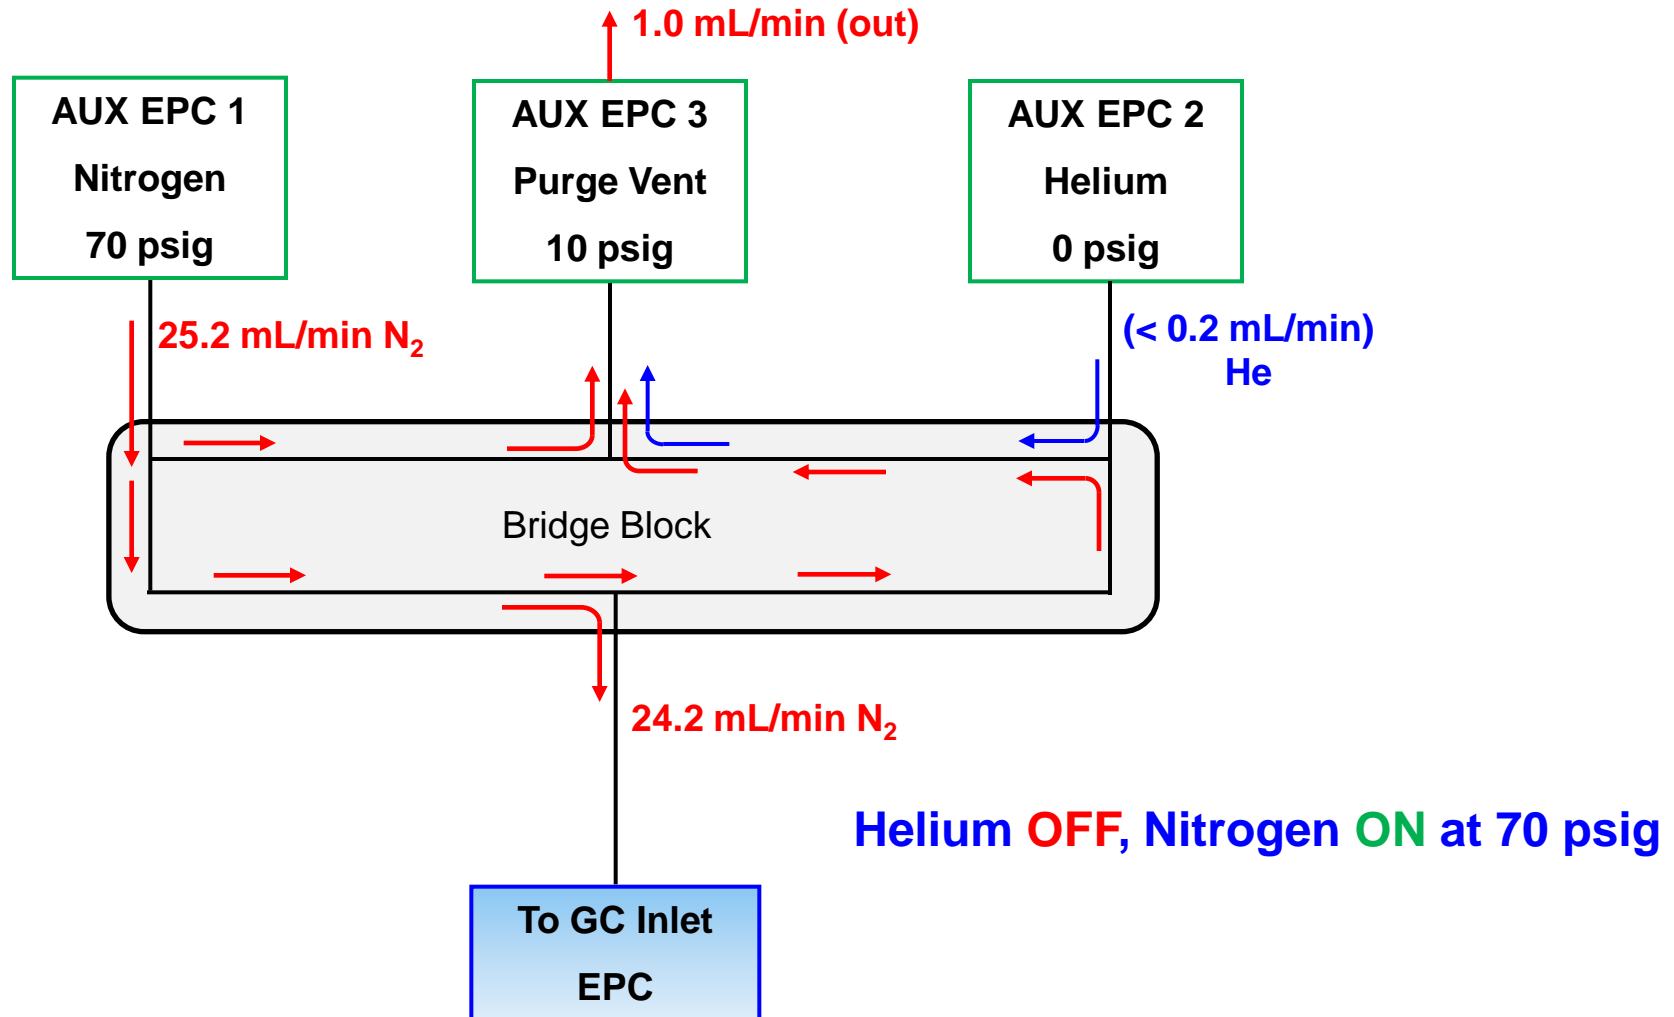 1.0 mL/min (out)
AUX EPC 1
Nitrogen
70 psig
AUX EPC 3
Purge Vent
10 psig
AUX EPC 2
Helium
0 psig
25.2 mL/min N₂
(< 0.2 mL/min)
He
Bridge Block
24.2 mL/min N₂
Helium OFF, Nitrogen ON at 70 psig
To GC Inlet
EPC